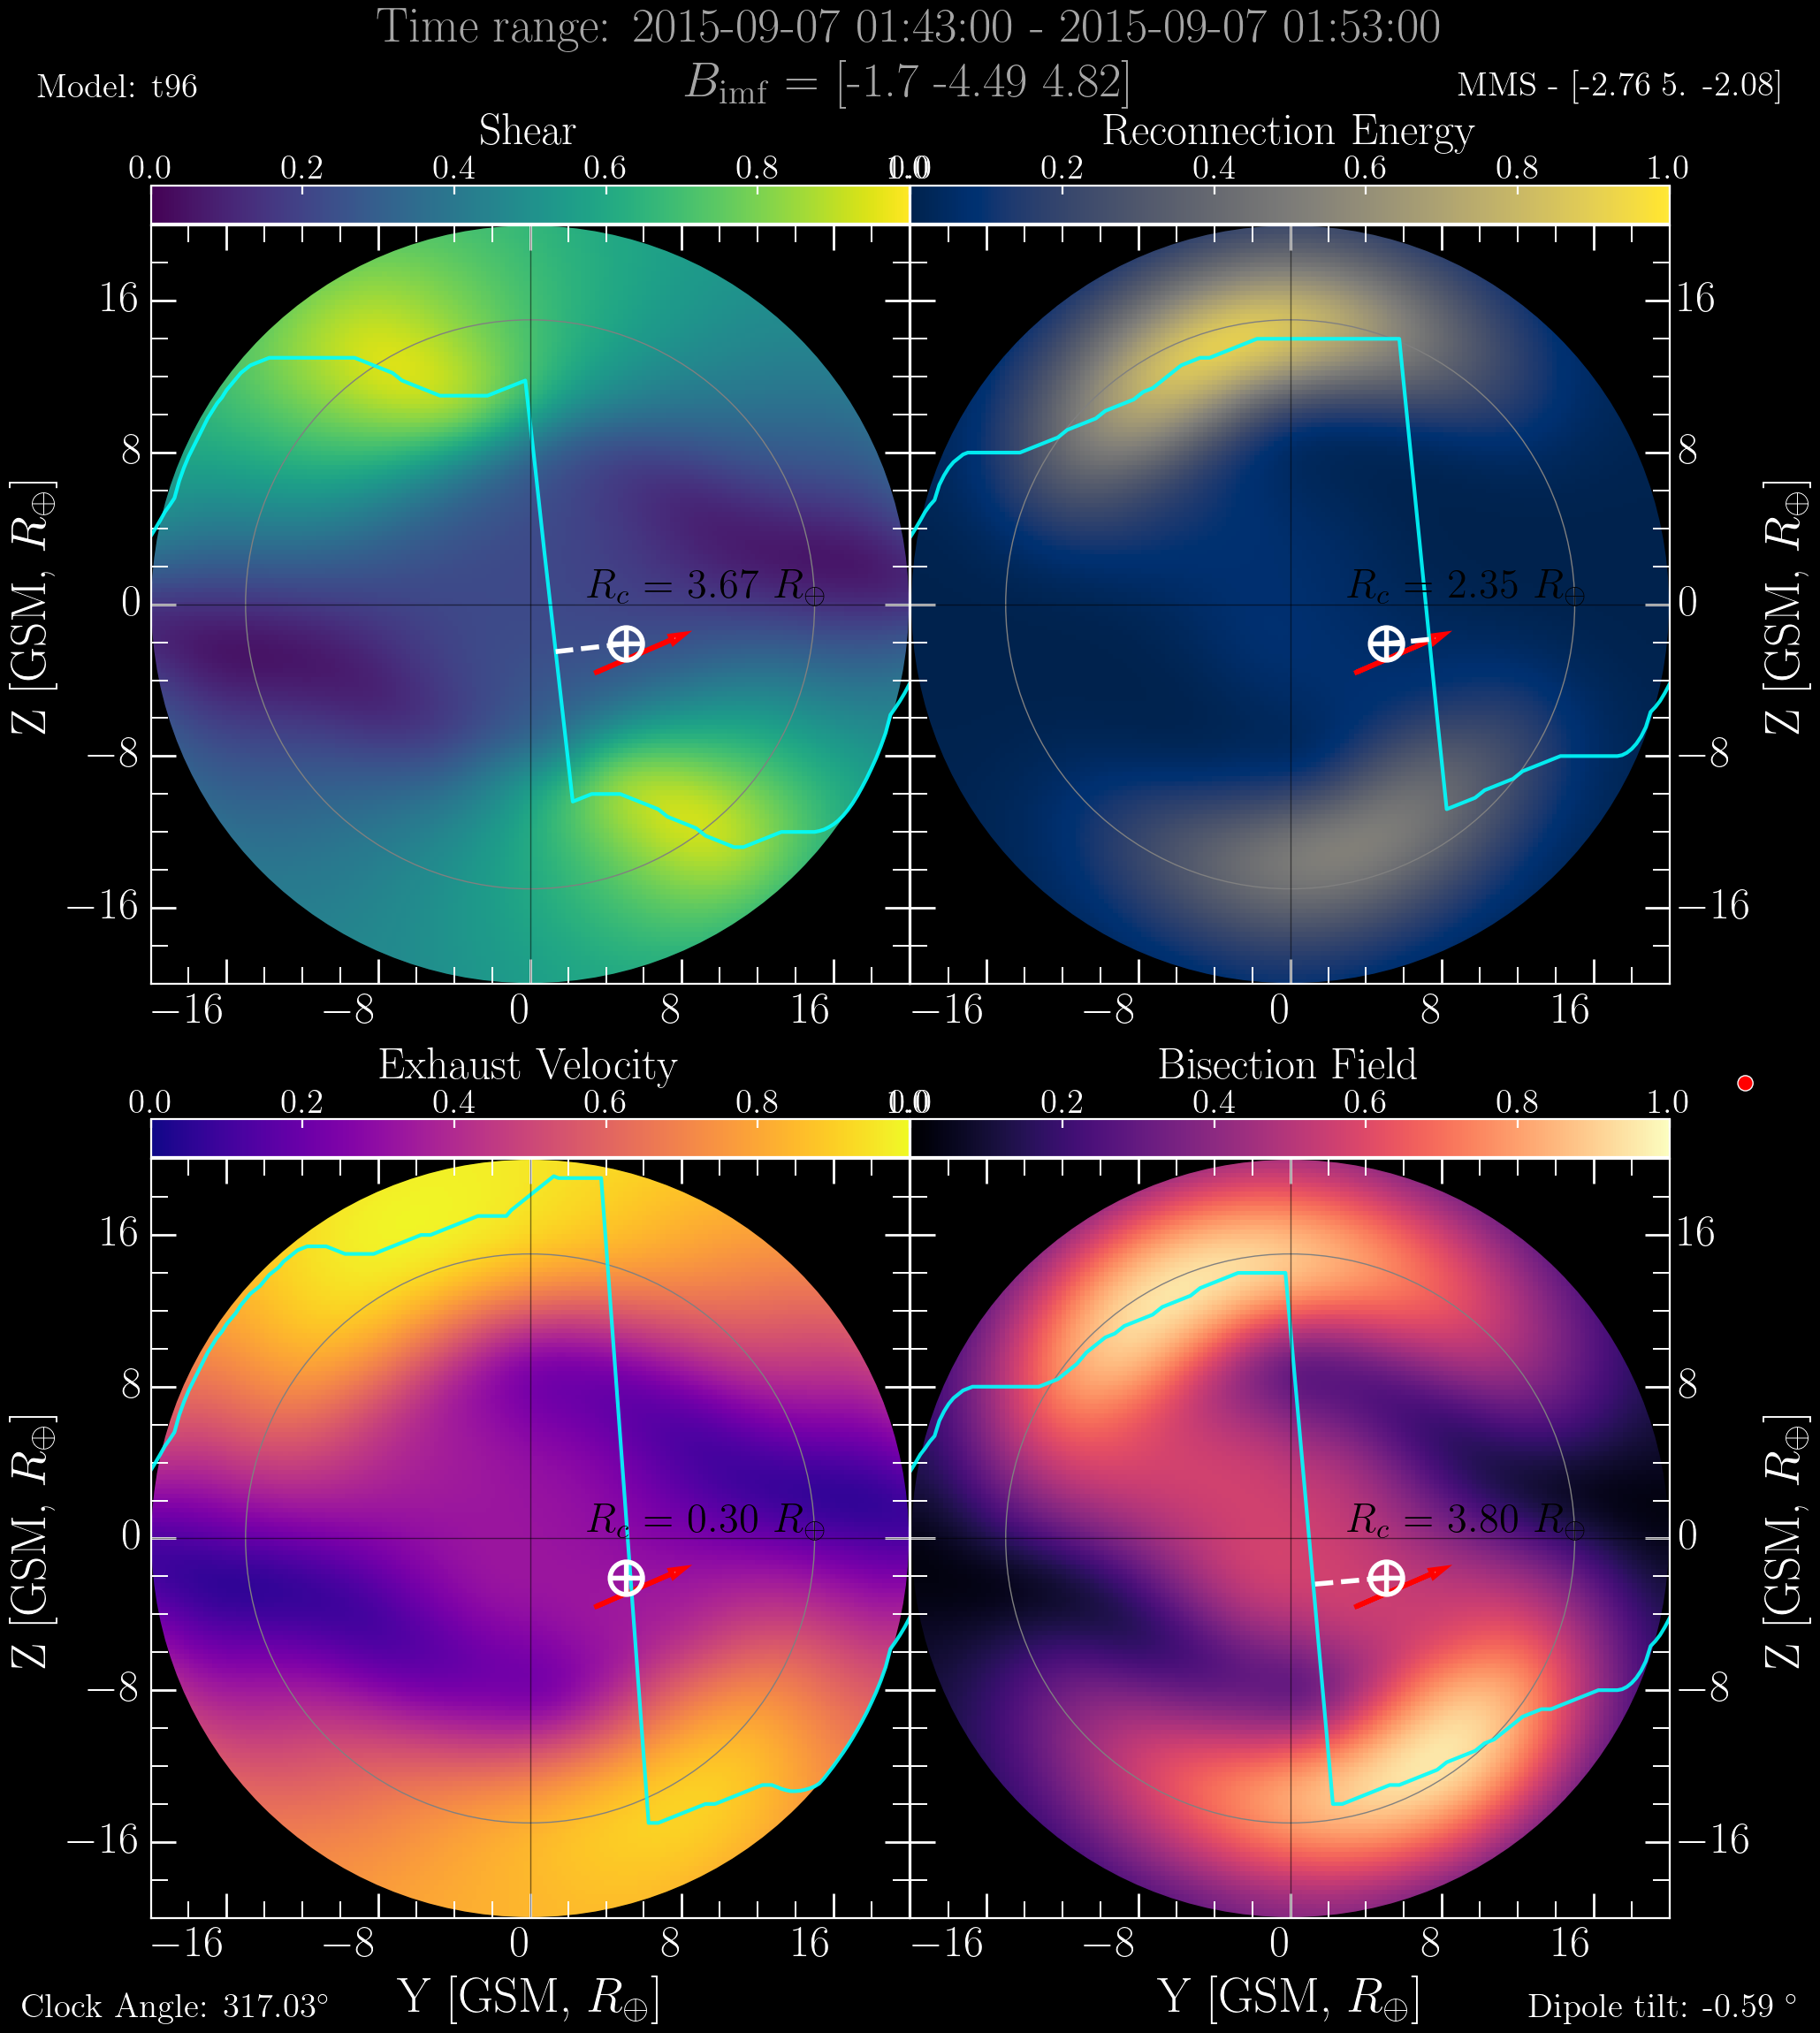 Time range: 2015-09-07 01:43:00 - 2015-09-07 01:53:00
Model: t96
B_imf = [-1.7 -4.49 4.82]
MMS - [-2.76 5. -2.08]
Shear
Reconnection Energy
0.0 0.2 0.4 0.6 0.8 1.0
0.0 0.2 0.4 0.6 0.8 1.0
16 16
8 8
0 0
−8 −8
−16 −16
Z [GSM, R⊕]
Z [GSM, R⊕]
R_c = 3.67 R⊕
R_c = 2.35 R⊕
−16 −8 0 8 16
−16 −8 0 8 16
Exhaust Velocity
Bisection Field
0.0 0.2 0.4 0.6 0.8 1.0
0.0 0.2 0.4 0.6 0.8 1.0
16 16
8 8
0 0
−8 −8
−16 −16
Z [GSM, R⊕]
Z [GSM, R⊕]
R_c = 0.30 R⊕
R_c = 3.80 R⊕
−16 −8 0 8 16
−16 −8 0 8 16
Y [GSM, R⊕]
Y [GSM, R⊕]
Clock Angle: 317.03°
Dipole tilt: -0.59 °